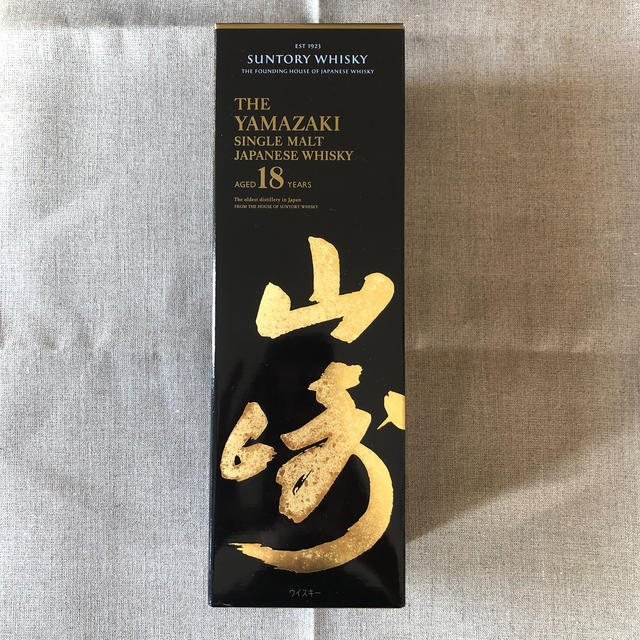 EST 1923
SUNTORY WHISKY
THE FOUNDING HOUSE OF JAPANESE WHISKY
THE
YAMAZAKI
SINGLE MALT
JAPANESE WHISKY
AGED 18 YEARS
The oldest distillery in Japan
FROM THE HOUSE OF SUNTORY WHISKY
山
崎
ウイスキー